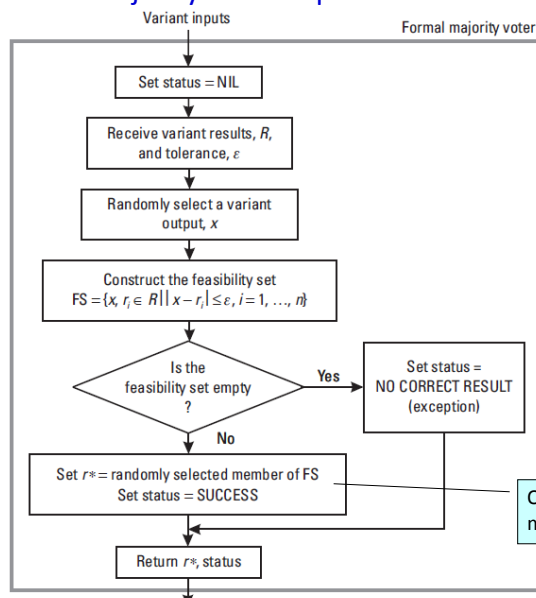 Variant inputs
Formal majority voter
Set status = NIL
Receive variant results, R,
and tolerance, ε
Randomly select a variant
output, x
Construct the feasibility set
FS = {x, rᵢ ∈ R || x − rᵢ| ≤ ε, i = 1, …, n}
Is the
feasibility set empty
?
Yes
Set status =
NO CORRECT RESULT
(exception)
No
Set r* = randomly selected member of FS
Set status = SUCCESS
Return r*, status